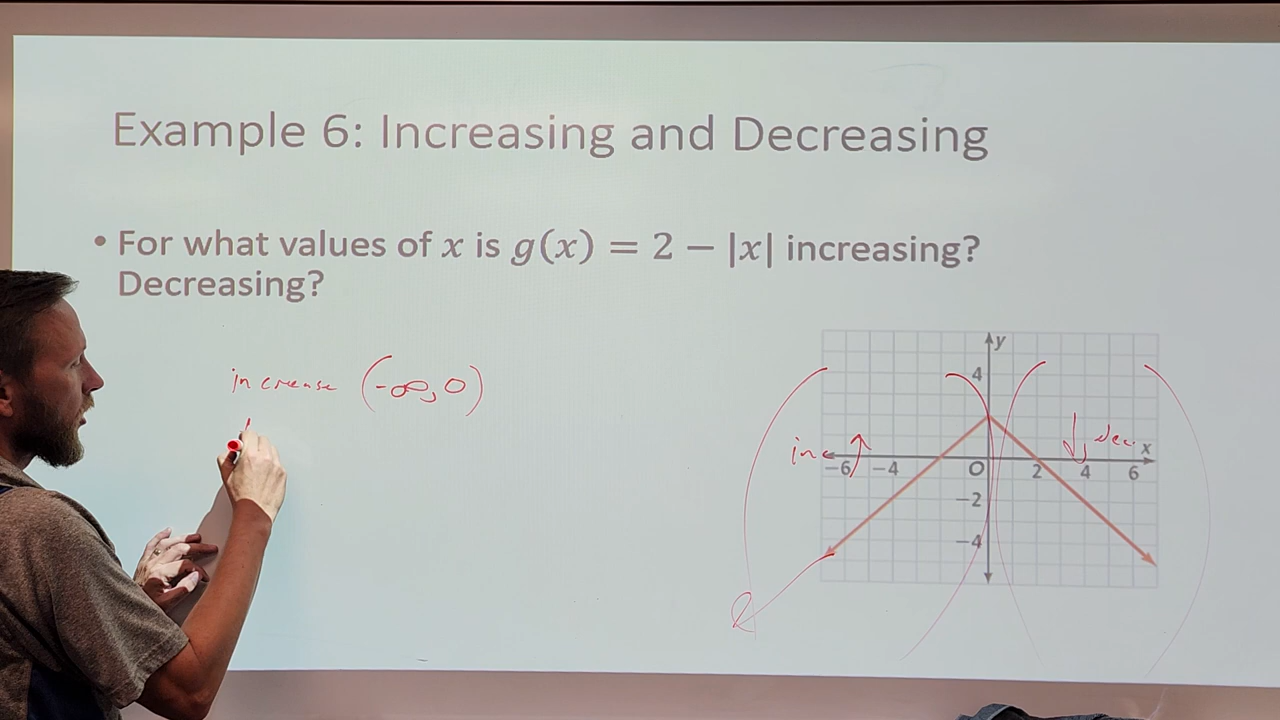 Example 6: Increasing and Decreasing
• For what values of x is g(x) = 2 − |x| increasing?
Decreasing?
increase (-∞, 0)
y
4
inc
dec
x
−6 −4 O 2 4 6
−2
−4